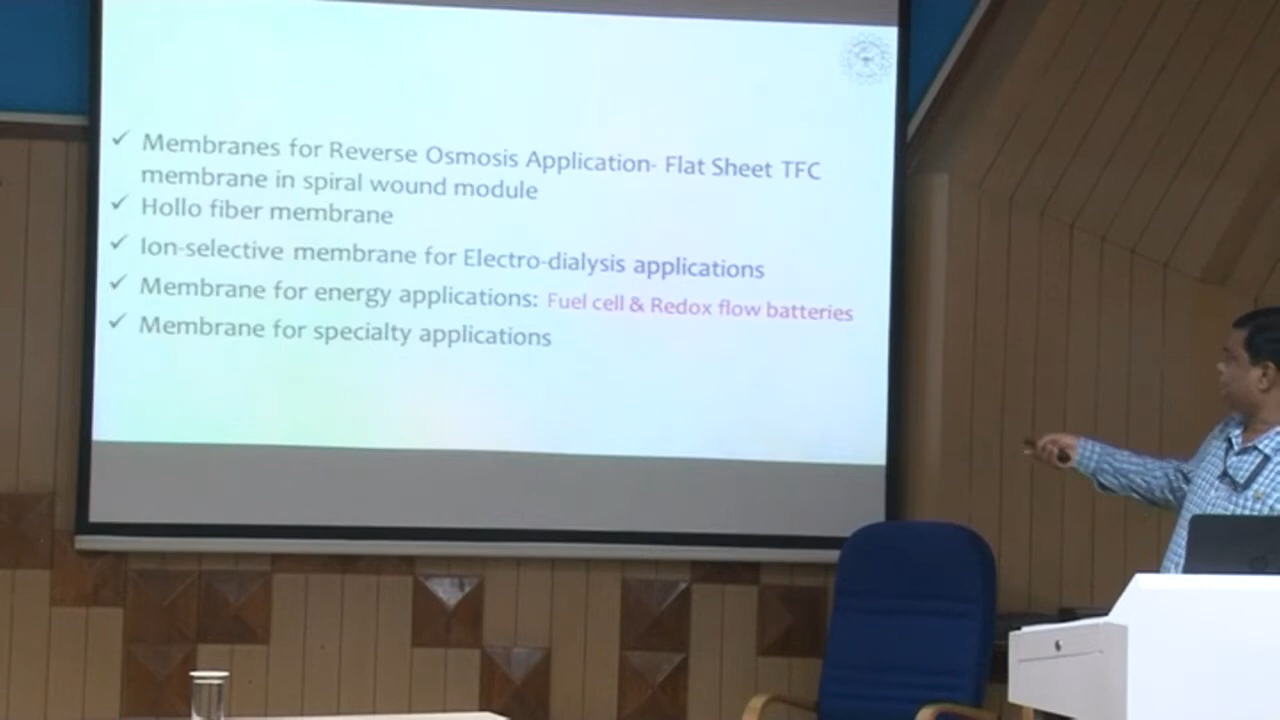 ✓ Membranes for Reverse Osmosis Application- Flat Sheet TFC
membrane in spiral wound module
✓ Hollo fiber membrane
✓ Ion-selective membrane for Electro-dialysis applications
✓ Membrane for energy applications: Fuel cell & Redox flow batteries
✓ Membrane for specialty applications